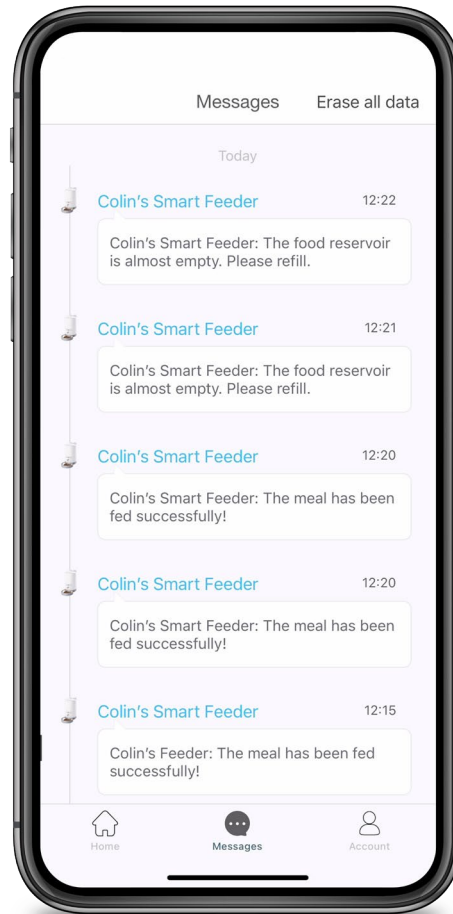 Messages
Erase all data
Today
Colin's Smart Feeder
12:22
Colin's Smart Feeder: The food reservoir
is almost empty. Please refill.
Colin's Smart Feeder
12:21
Colin's Smart Feeder: The food reservoir
is almost empty. Please refill.
Colin's Smart Feeder
12:20
Colin's Smart Feeder: The meal has been
fed successfully!
Colin's Smart Feeder
12:20
Colin's Smart Feeder: The meal has been
fed successfully!
Colin's Smart Feeder
12:15
Colin's Feeder: The meal has been fed
successfully!
Home
Messages
Account